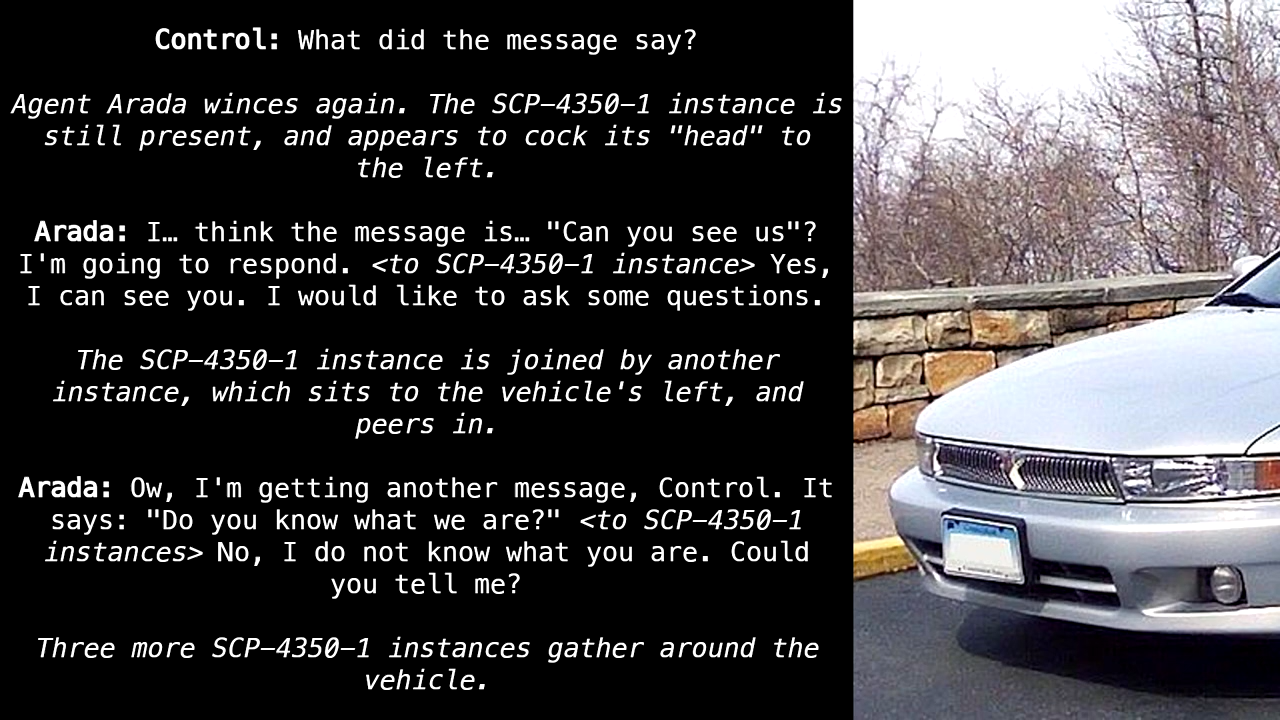 Control: What did the message say?
Agent Arada winces again. The SCP–4350–1 instance is
still present, and appears to cock its "head" to
the left.
Arada: I… think the message is… "Can you see us"?
I'm going to respond. <to SCP–4350–1 instance> Yes,
I can see you. I would like to ask some questions.
The SCP–4350–1 instance is joined by another
instance, which sits to the vehicle's left, and
peers in.
Arada: Ow, I'm getting another message, Control. It
says: "Do you know what we are?" <to SCP–4350–1
instances> No, I do not know what you are. Could
you tell me?
Three more SCP–4350–1 instances gather around the
vehicle.